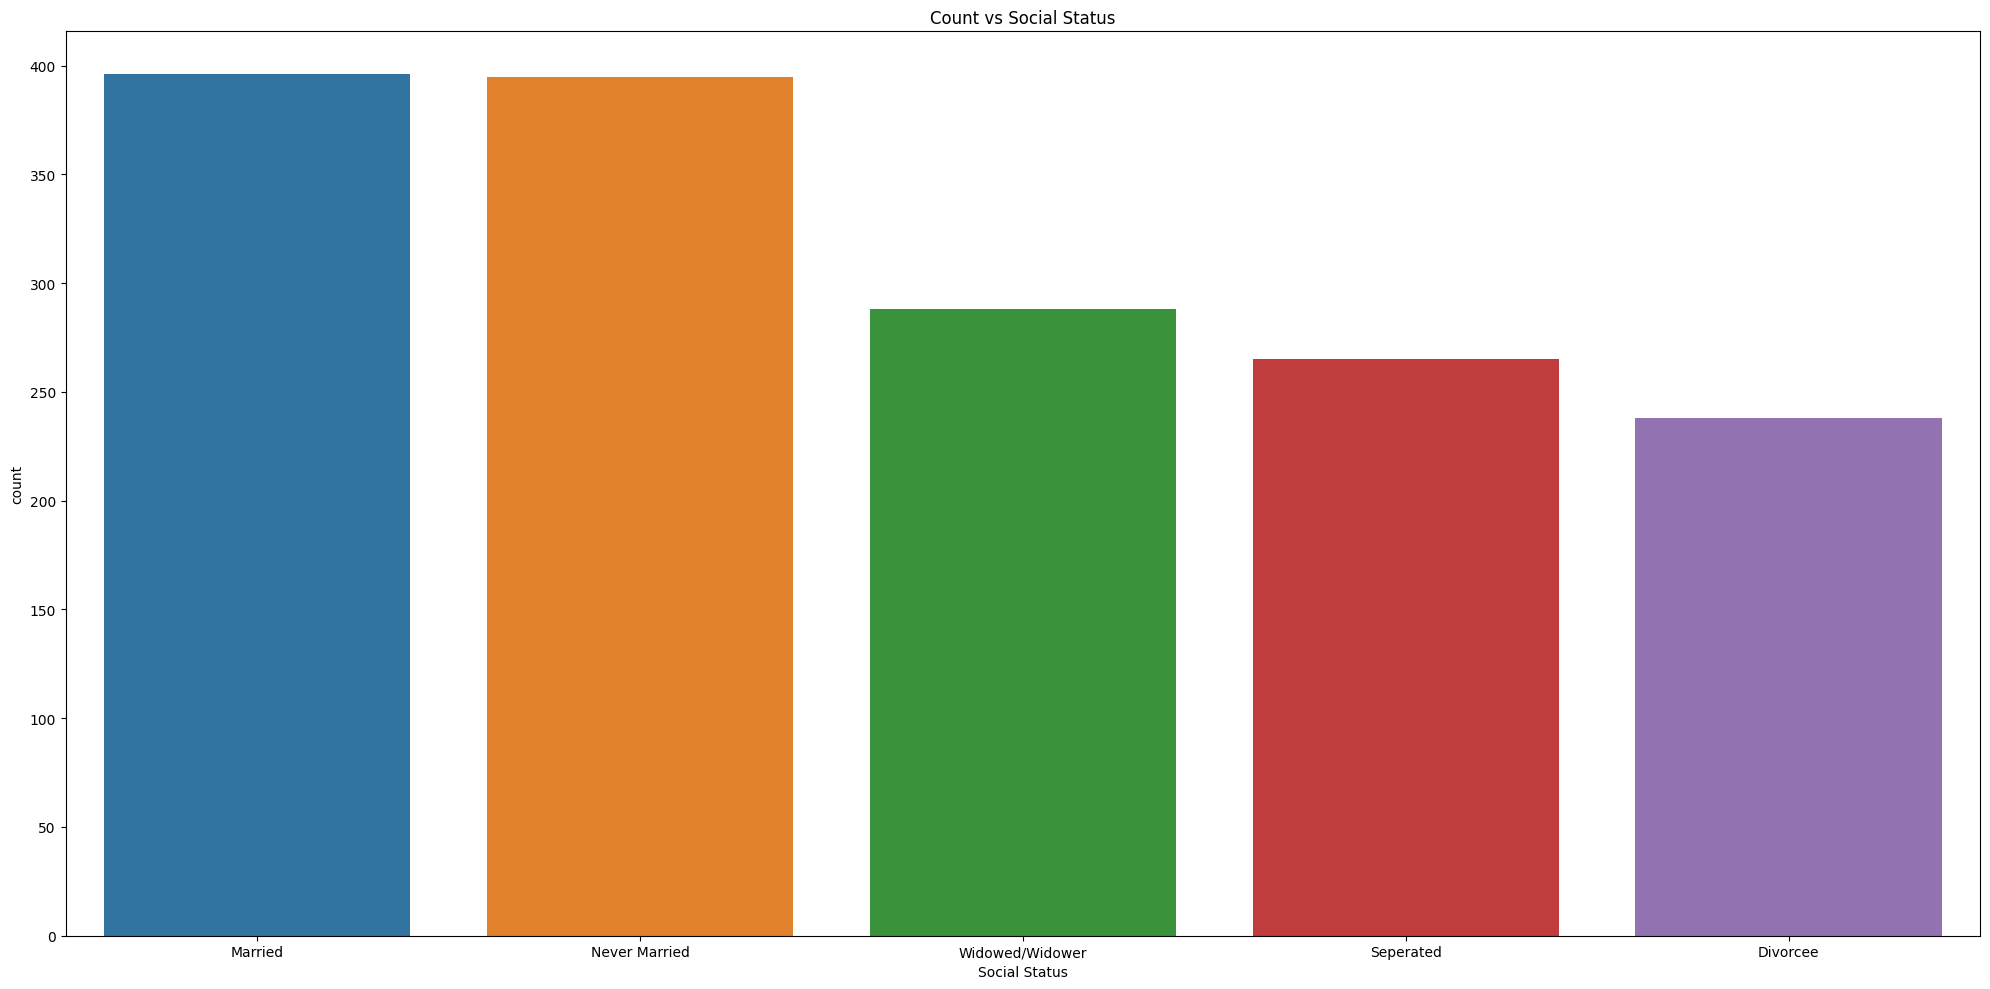 Count vs Social Status
400
350
300
250
200
150
100
50
0
count
Married Never Married Widowed/Widower Seperated Divorcee
Social Status